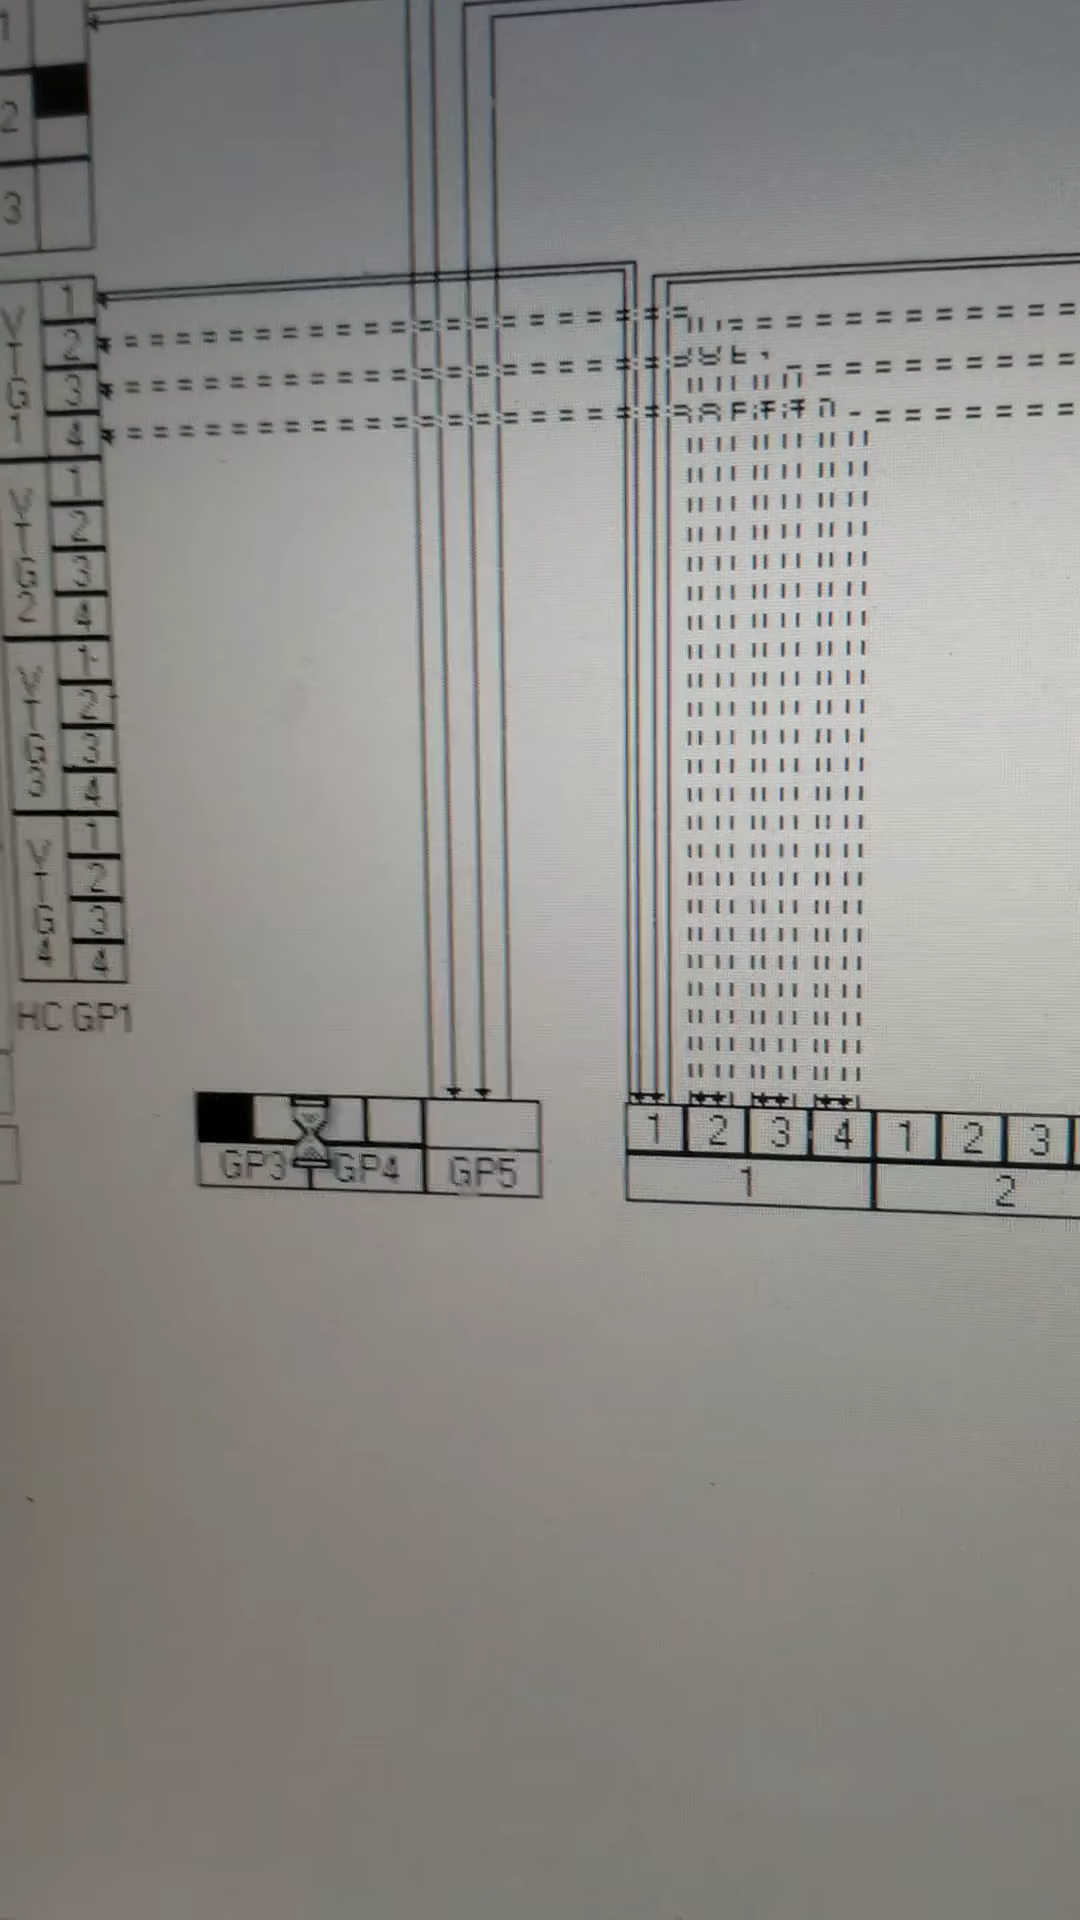 1
2
3
VTG1 1 2 3 4
VTG2 1 2 3 4
VTG3 1 2 3 4
VTG4 1 2 3 4
HC GP1
GP3 GP4 GP5
1 2 3 4 1 2 3
1 2